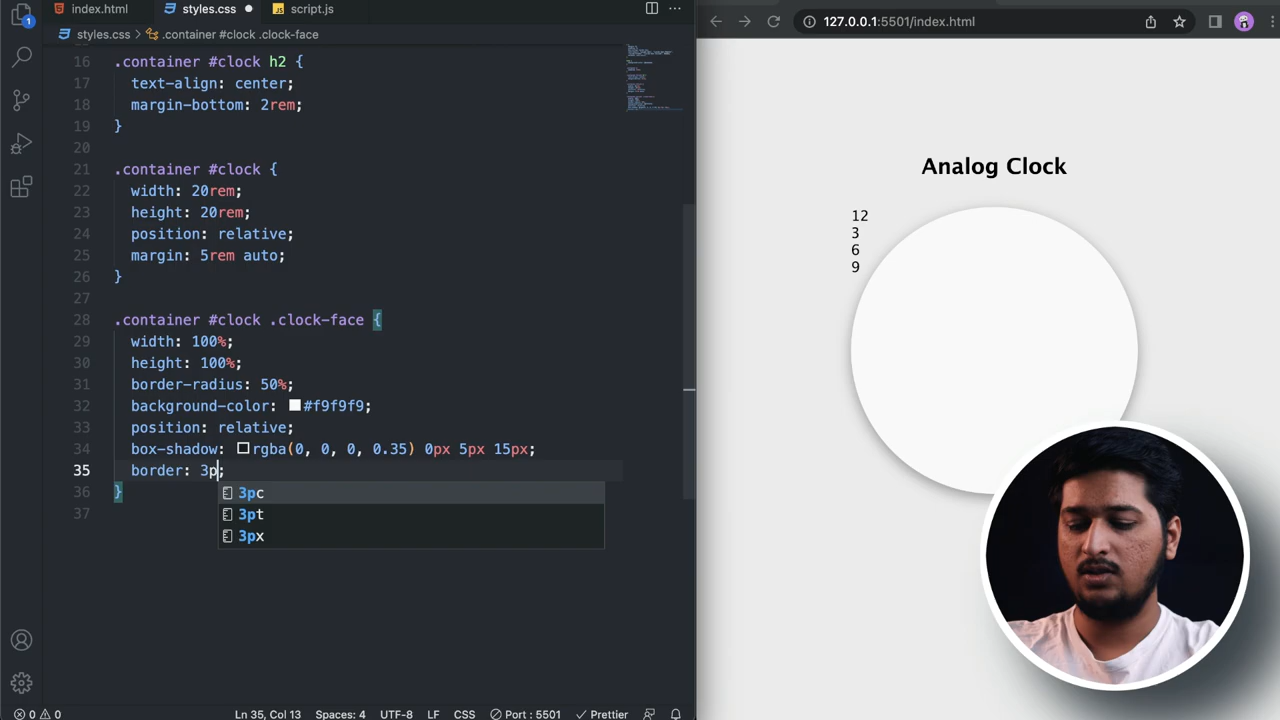 index.html
styles.css
script.js
127.0.0.1:5501/index.html
1
styles.css > .container #clock .clock-face
16 .container #clock h2 {
17 text-align: center;
18 margin-bottom: 2rem;
19 }
20
21 .container #clock {
22 width: 20rem;
23 height: 20rem;
24 position: relative;
25 margin: 5rem auto;
26 }
27
28 .container #clock .clock-face {
29 width: 100%;
30 height: 100%;
31 border-radius: 50%;
32 background-color: #f9f9f9;
33 position: relative;
34 box-shadow: rgba(0, 0, 0, 0.35) 0px 5px 15px;
35 border: 3p;
36 }
37
3pc
3pt
3px
Analog Clock
12
3
6
9
0 0
Ln 35, Col 13
Spaces: 4
UTF-8
LF
CSS
Port : 5501
Prettier